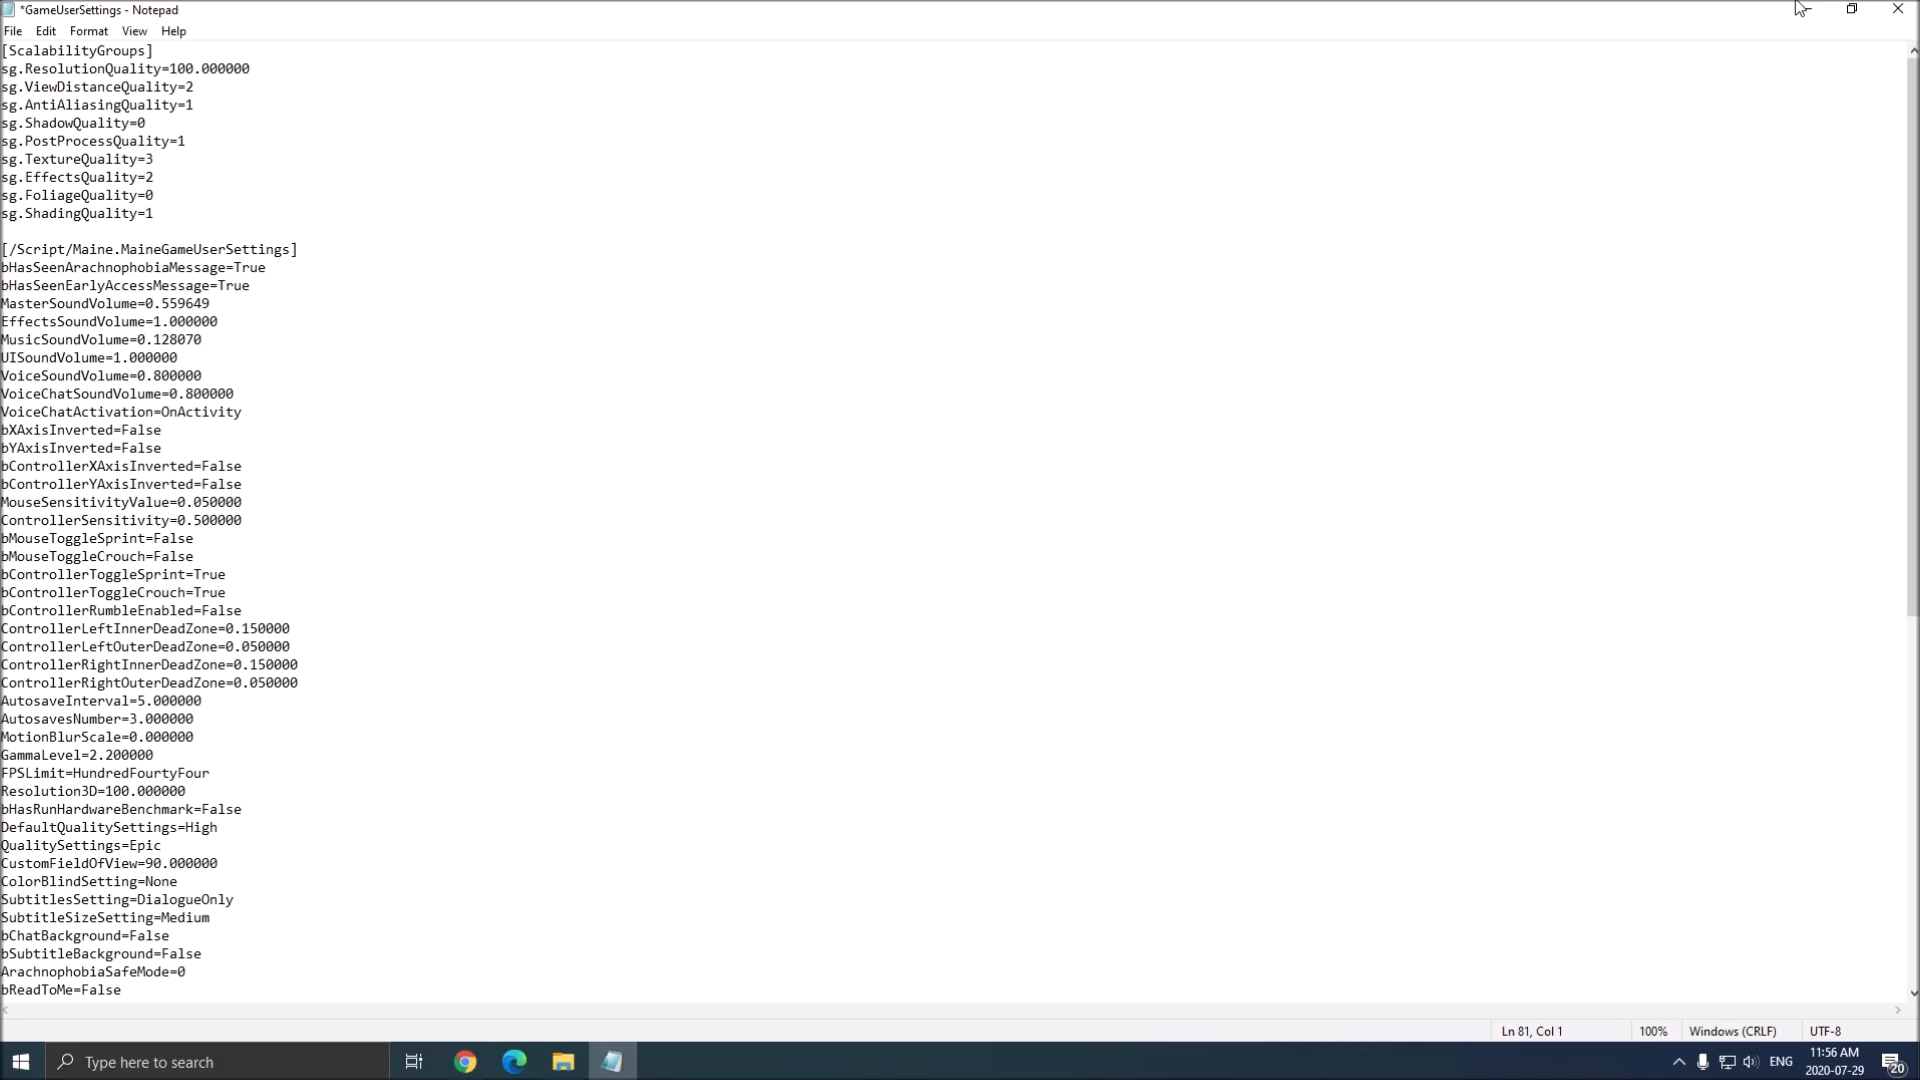 *GameUserSettings - Notepad
File Edit Format View Help
[ScalabilityGroups]
sg.ResolutionQuality=100.000000
sg.ViewDistanceQuality=2
sg.AntiAliasingQuality=1
sg.ShadowQuality=0
sg.PostProcessQuality=1
sg.TextureQuality=3
sg.EffectsQuality=2
sg.FoliageQuality=0
sg.ShadingQuality=1
[/Script/Maine.MaineGameUserSettings]
bHasSeenArachnophobiaMessage=True
bHasSeenEarlyAccessMessage=True
MasterSoundVolume=0.559649
EffectsSoundVolume=1.000000
MusicSoundVolume=0.128070
UISoundVolume=1.000000
VoiceSoundVolume=0.800000
VoiceChatSoundVolume=0.800000
VoiceChatActivation=OnActivity
bXAxisInverted=False
bYAxisInverted=False
bControllerXAxisInverted=False
bControllerYAxisInverted=False
MouseSensitivityValue=0.050000
ControllerSensitivity=0.500000
bMouseToggleSprint=False
bMouseToggleCrouch=False
bControllerToggleSprint=True
bControllerToggleCrouch=True
bControllerRumbleEnabled=False
ControllerLeftInnerDeadZone=0.150000
ControllerLeftOuterDeadZone=0.050000
ControllerRightInnerDeadZone=0.150000
ControllerRightOuterDeadZone=0.050000
AutosaveInterval=5.000000
AutosavesNumber=3.000000
MotionBlurScale=0.000000
GammaLevel=2.200000
FPSLimit=HundredFourtyFour
Resolution3D=100.000000
bHasRunHardwareBenchmark=False
DefaultQualitySettings=High
QualitySettings=Epic
CustomFieldOfView=90.000000
ColorBlindSetting=None
SubtitlesSetting=DialogueOnly
SubtitleSizeSetting=Medium
bChatBackground=False
bSubtitleBackground=False
ArachnophobiaSafeMode=0
bReadToMe=False
Ln 81, Col 1 100% Windows (CRLF) UTF-8
Type here to search ENG 11:56 AM
2020-07-29 20